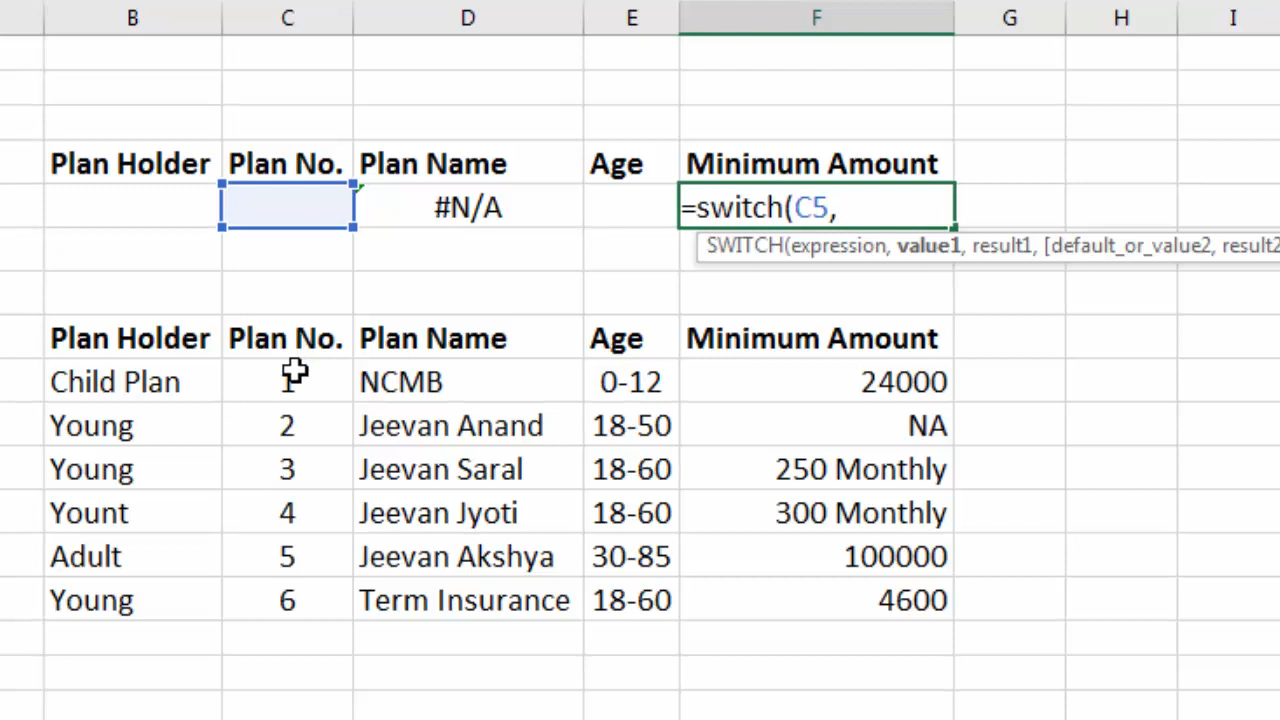 B C D E F G H I
Plan Holder Plan No. Plan Name Age Minimum Amount
#N/A =switch(C5,
SWITCH(expression, value1, result1, [default_or_value2, result2
Plan Holder Plan No. Plan Name Age Minimum Amount
Child Plan 1 NCMB 0-12 24000
Young 2 Jeevan Anand 18-50 NA
Young 3 Jeevan Saral 18-60 250 Monthly
Yount 4 Jeevan Jyoti 18-60 300 Monthly
Adult 5 Jeevan Akshya 30-85 100000
Young 6 Term Insurance 18-60 4600